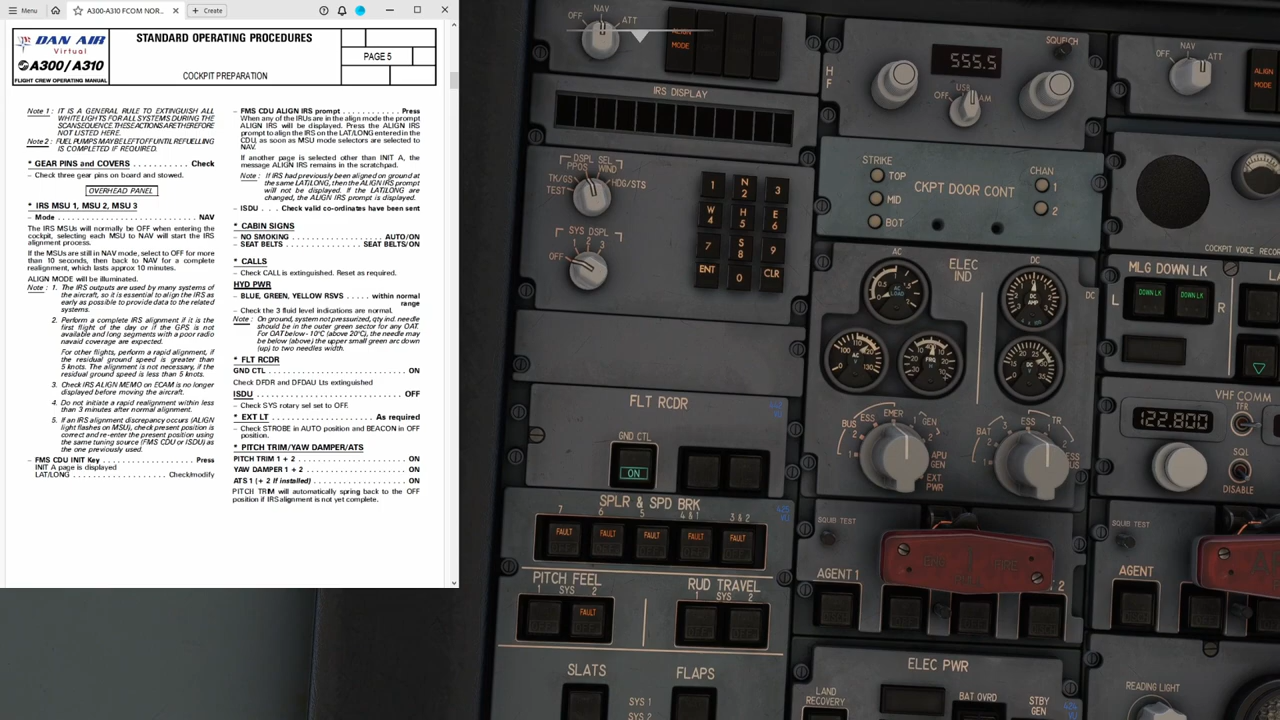 Menu
A300-A310 FCOM NOR...
Create
DAN AIR
Virtual
A300/A310
FLIGHT CREW OPERATING MANUAL
STANDARD OPERATING PROCEDURES
COCKPIT PREPARATION
PAGE 5
Note 1: IT IS A GENERAL RULE TO EXTINGUISH ALL
WHITE LIGHTS FOR ALL SYSTEMS DURING THE
SCAN SEQUENCE. THESE ACTIONS ARE THEREFORE
NOT LISTED HERE.
Note 2: FUEL PUMPS MAY BE LEFT OFF UNTIL REFUELLING
IS COMPLETED IF REQUIRED.
* GEAR PINS and COVERS . . . . . . . . . . . Check
– Check three gear pins on board and stowed.
OVERHEAD PANEL
* IRS MSU 1, MSU 2, MSU 3
– Mode . . . . . . . . . . . . . . . . . . . . . NAV
The IRS MSUs will normally be OFF when entering the
cockpit, selecting each MSU to NAV will start the IRS
alignment process.
If the MSUs are still in NAV mode, select to OFF for more
than 10 seconds, then back to NAV for a complete
realignment, which lasts approx 10 minutes.
ALIGN MODE will be illuminated.
Note: 1. The IRS outputs are used by many systems of
the aircraft, so it is essential to align the IRS as
early as possible to provide data to the related
systems.
2. Perform a complete IRS alignment if it is the
first flight of the day or if the GPS is not
available and long segments with a poor radio
navaid coverage are expected.
For other flights, perform a rapid alignment, if
the residual ground speed is greater than
5 knots. The alignment is not necessary, if the
residual ground speed is less than 5 kts.
3. Check IRS ALIGN MEMO on ECAM is no longer
displayed before moving the aircraft.
4. Do not initiate a rapid realignment within less
than 3 minutes after normal alignment.
5. If an IRS alignment discrepancy occurs (ALIGN
light flashes on MSU), check present position is
correct and re-enter the present position using
the same tuning source (FMS CDU or ISDU) as
the one previously used.
– FMS CDU INIT Key . . . . . . . . . . . . . . Press
INIT A page is displayed
LAT/LONG . . . . . . . . . . . . . . . . Check/modify
– FMS CDU ALIGN IRS prompt . . . . . . . . . . Press
When any of the IRUs are in the align mode the prompt
ALIGN IRS will be displayed. Press the ALIGN IRS
prompt to align the IRS on the LAT/LONG entered in the
CDU, as soon as MSU mode selectors are selected to
NAV.
If another page is selected other than INIT A, the
message ALIGN IRS remains in the scratchpad.
Note : If IRS had previously been aligned on ground at
the same LAT/LONG, then the ALIGN IRS prompt
will not be displayed. If the LAT/LONG are
changed, the ALIGN IRS prompt will be displayed.
– ISDU . . . Check valid co-ordinates have been sent
* CABIN SIGNS
– NO SMOKING . . . . . . . . . . . . . . AUTO/ON
– SEAT BELTS . . . . . . . . . . . SEAT BELTS/ON
* CALLS
– Check CALL is extinguished. Reset as required.
HYD PWR
– BLUE, GREEN, YELLOW RSVS . . . . . within normal
range
– Check the 3 fluid level indications are normal.
Note : On ground, system not pressurized, qty ind. needle
should be in the outer green sector for any OAT.
For OAT below - 10°C (above 20°C), the needle may
be below (above) the upper small green arc down
(up) to two needles width.
* FLT RCDR
GND CTL . . . . . . . . . . . . . . . . . . . . ON
Check DFDR and DFDAU Lts extinguished
ISDU . . . . . . . . . . . . . . . . . . . . . . OFF
– Check SYS rotary sel set to OFF.
* EXT LT . . . . . . . . . . . . . . . . . As required
– Check STROBE in AUTO position and BEACON in OFF
position.
* PITCH TRIM/YAW DAMPER/ATS
PITCH TRIM 1 + 2 . . . . . . . . . . . . . . . . ON
YAW DAMPER 1 + 2 . . . . . . . . . . . . . . . ON
ATS 1 (+ 2 If installed) . . . . . . . . . . . . . ON
PITCH TRIM will automatically spring back to the OFF
position if IRS alignment is not yet complete.
OFF NAV ATT
ALIGN
MODE
IRS DISPLAY
DSPL SEL
PPOS WIND
TK/GS HDG/STS
TEST
SYS DSPL
OFF 1 2 3
1 N 2 3
W 4 H 5 E 6
7 S 8 9
ENT 0 CLR
FLT RCDR
GND CTL
ON
SPLR & SPD BRK
7 6 5 4 & 1 3 & 2
FAULT FAULT FAULT FAULT FAULT
PITCH FEEL
1 SYS 2
FAULT
RUD TRAVEL
1 SYS 2
SLATS
FLAPS
SYS 1
SYS 2
HF
555.5
SQUELCH
OFF USB AM
STRIKE
TOP
MID
BOT
CKPT DOOR CONT
CHAN
1
2
AC
ELEC
IND
DC
AC
LOAD
DC
AMP
BUS ESS EMER GEN
1 2
APU
GEN
EXT
PWR
BAT ESS TR
ESS
BUS
SQUIB TEST
AGENT 1
2
ELEC PWR
LAND
RECOVERY
BAT OVRD
STBY
GEN
NAV ATT
ALIGN
MODE
COCKPIT VOICE RECOR
MLG DOWN LK
L DOWN LK DOWN LK R
DC
VHF COMM
TFR
122.800
SQL
DISABLE
SQUIB TEST
AGENT
READING LIGHT